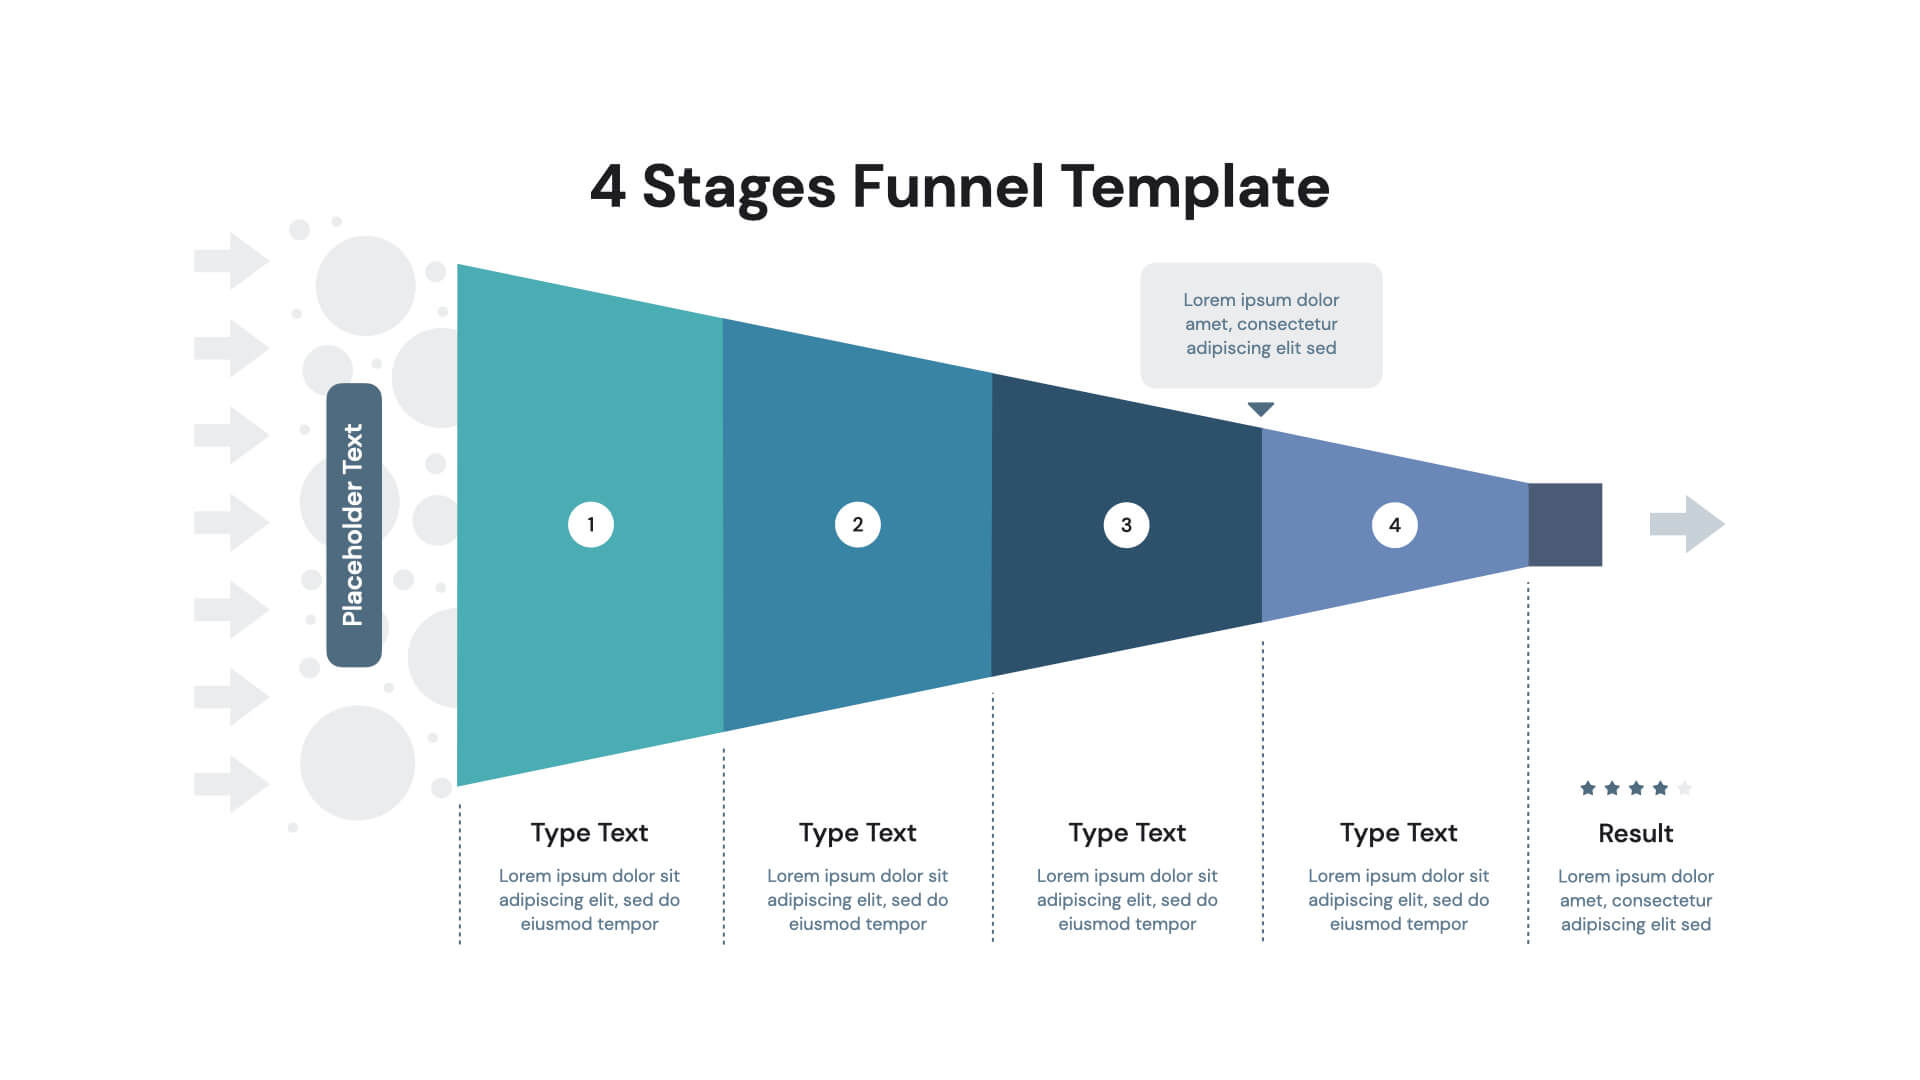 4 Stages Funnel Template
Lorem ipsum dolor
amet, consectetur
adipiscing elit sed
Placeholder Text
1
2
3
4
Type Text
Lorem ipsum dolor sit
adipiscing elit, sed do
eiusmod tempor
Type Text
Lorem ipsum dolor sit
adipiscing elit, sed do
eiusmod tempor
Type Text
Lorem ipsum dolor sit
adipiscing elit, sed do
eiusmod tempor
Type Text
Lorem ipsum dolor sit
adipiscing elit, sed do
eiusmod tempor
Result
Lorem ipsum dolor
amet, consectetur
adipiscing elit sed